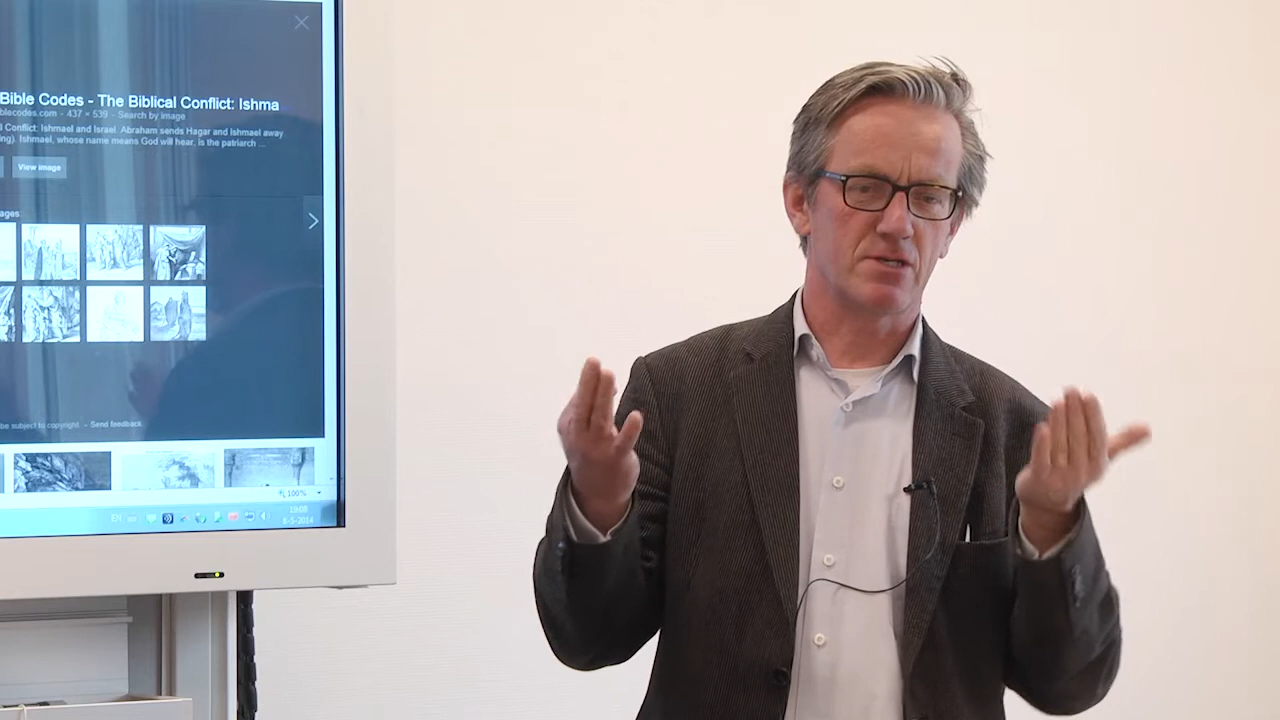 Bible Codes - The Biblical Conflict: Ishma
blecodes.com - 437 × 539 - Search by image
l Conflict: Ishmael and Israel. Abraham sends Hagar and Ishmael away
ing). Ishmael, whose name means God will hear, is the patriarch ...
View image
ages
be subject to copyright. - Send feedback
100%
EN
19:08
8-5-2014